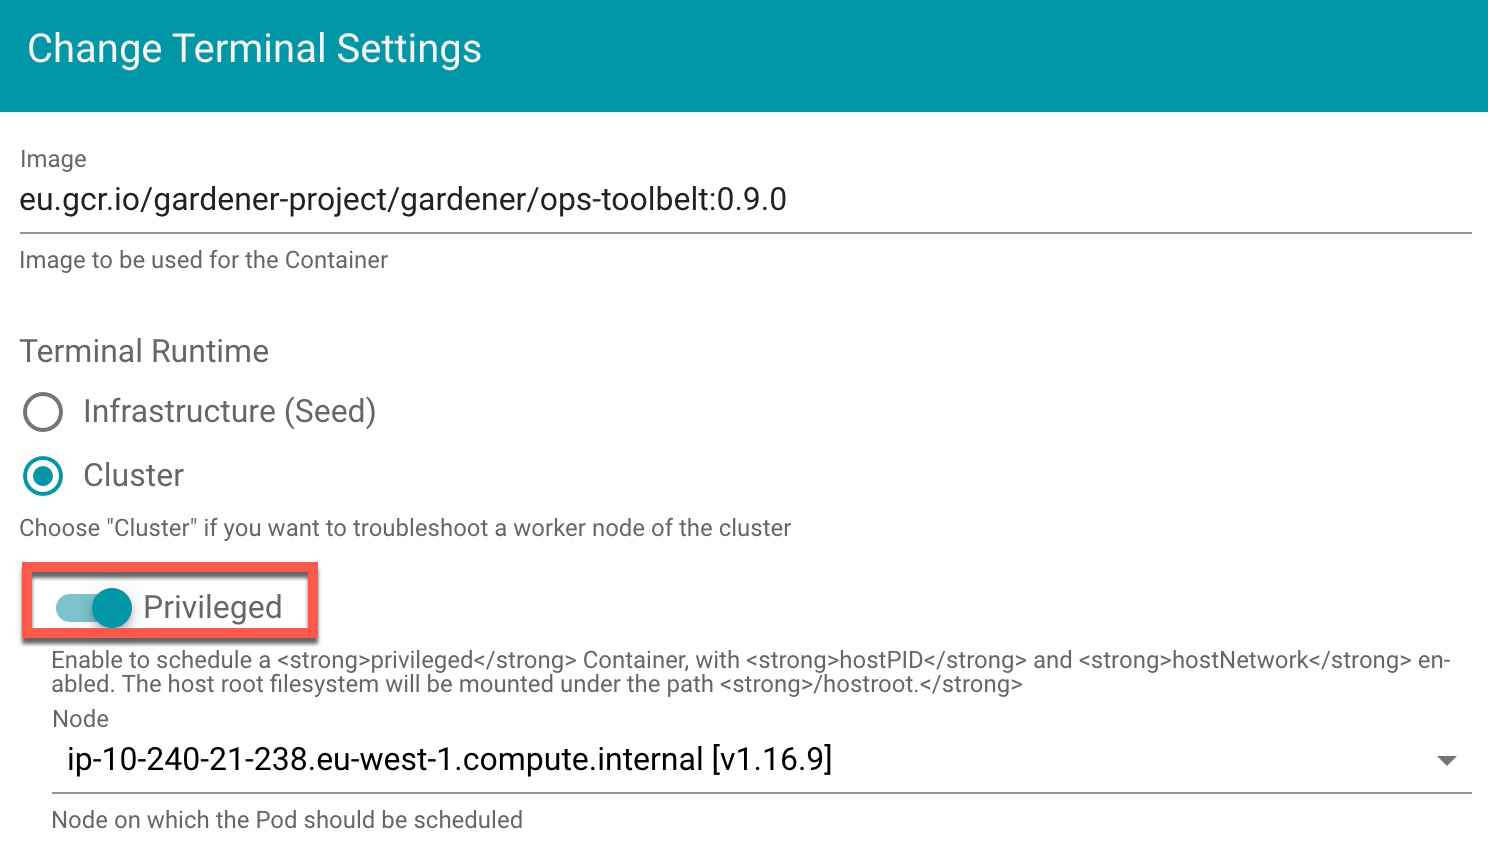 Change Terminal Settings
Image
eu.gcr.io/gardener-project/gardener/ops-toolbelt:0.9.0
Image to be used for the Container
Terminal Runtime
Infrastructure (Seed)
Cluster
Choose "Cluster" if you want to troubleshoot a worker node of the cluster
Privileged
Enable to schedule a <strong>privileged</strong> Container, with <strong>hostPID</strong> and <strong>hostNetwork</strong> en-
abled. The host root filesystem will be mounted under the path <strong>/hostroot.</strong>
Node
ip-10-240-21-238.eu-west-1.compute.internal [v1.16.9]
Node on which the Pod should be scheduled